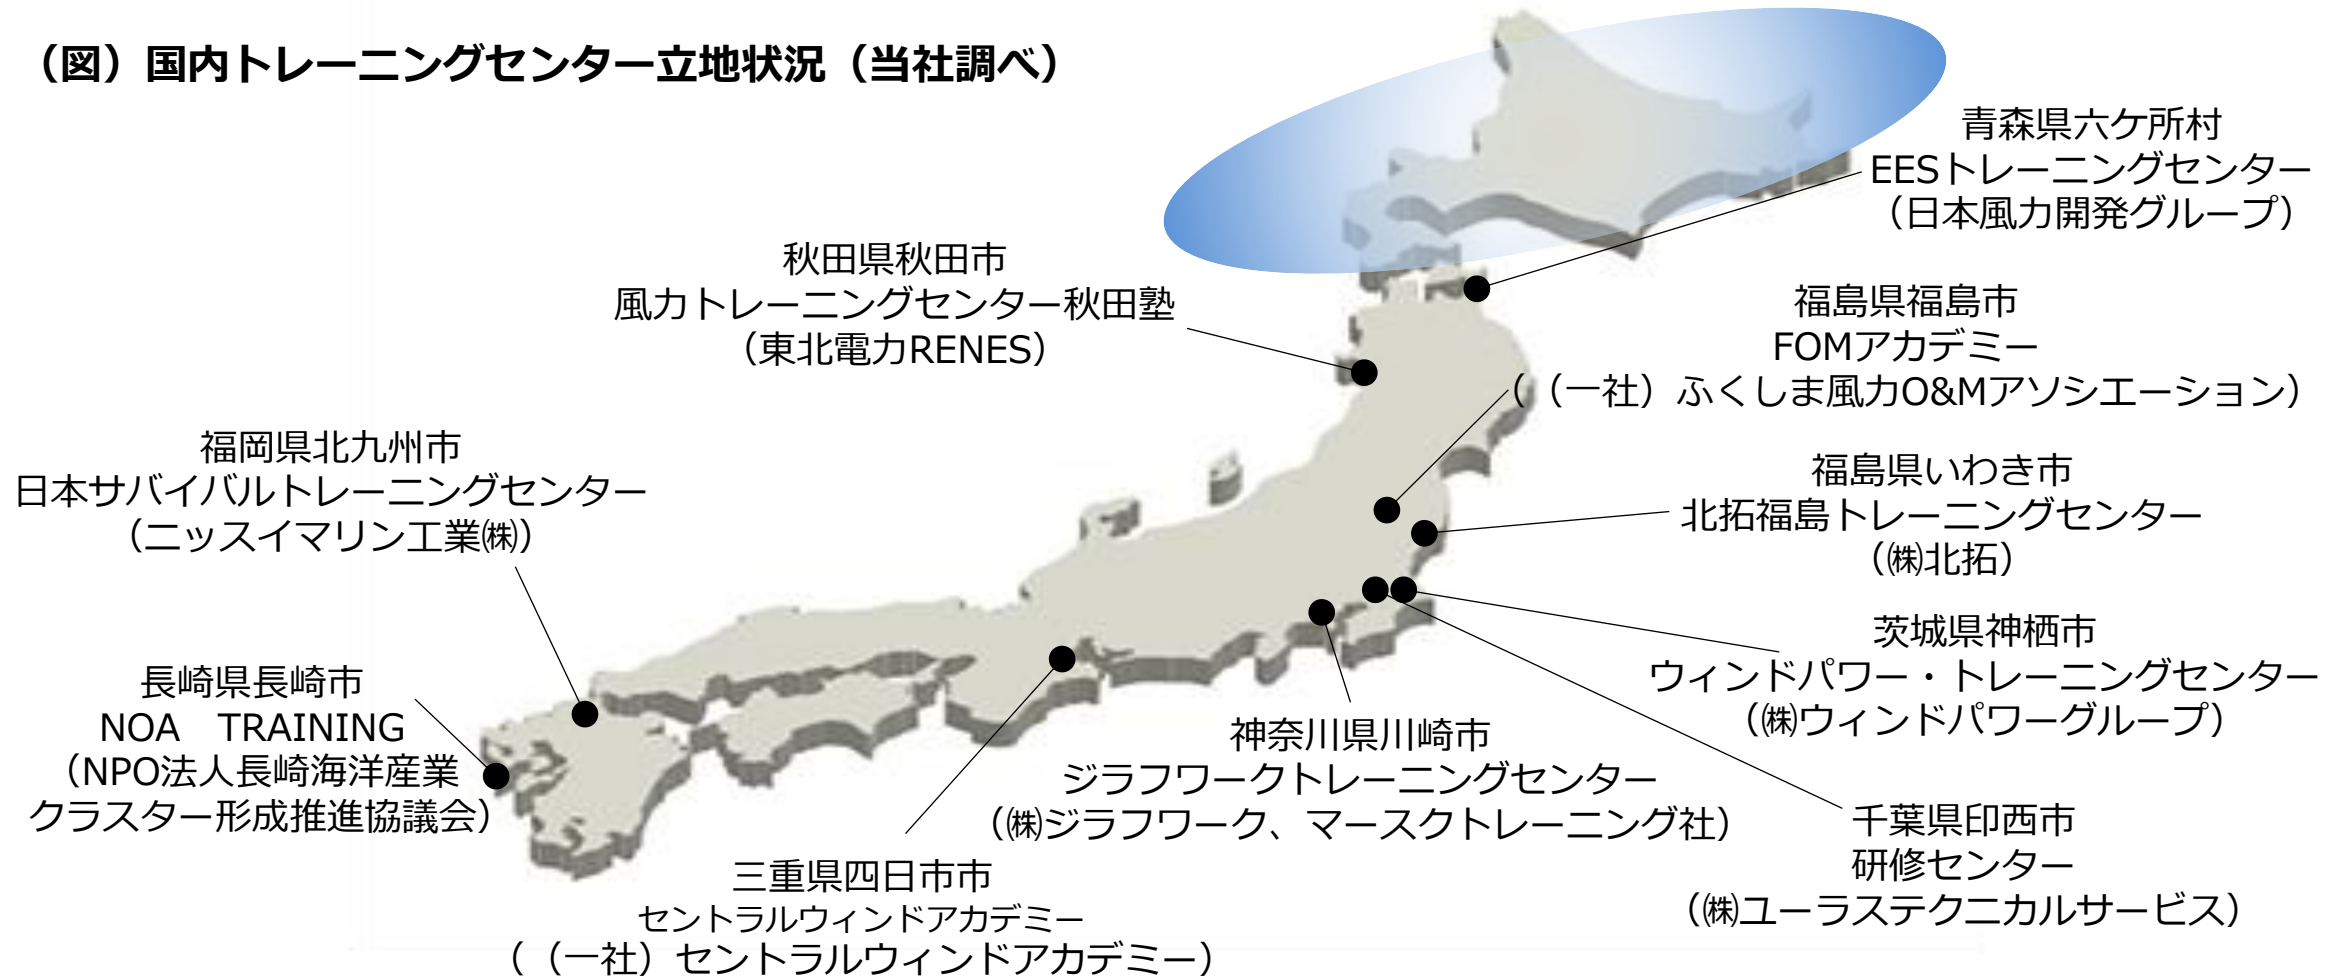 （図）国内トレーニングセンター立地状況（当社調べ）
青森県六ケ所村
EESトレーニングセンター
（日本風力開発グループ）
秋田県秋田市
風力トレーニングセンター秋田塾
（東北電力RENES）
福島県福島市
FOMアカデミー
（（一社）ふくしま風力O&Mアソシエーション）
福岡県北九州市
日本サバイバルトレーニングセンター
（ニッスイマリン工業㈱）
福島県いわき市
北拓福島トレーニングセンター
（㈱北拓）
茨城県神栖市
ウィンドパワー・トレーニングセンター
（㈱ウィンドパワーグループ）
長崎県長崎市
NOA　TRAINING
（NPO法人長崎海洋産業
クラスター形成推進協議会）
神奈川県川崎市
ジラフワークトレーニングセンター
（㈱ジラフワーク、マースクトレーニング社）
千葉県印西市
研修センター
（㈱ユーラステクニカルサービス）
三重県四日市市
セントラルウィンドアカデミー
（（一社）セントラルウィンドアカデミー）